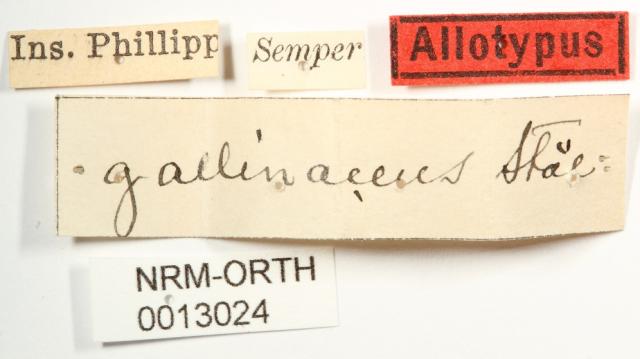 Ins. Phillipp
Semper
Allotypus
gallinaceus Stål
NRM-ORTH
0013024